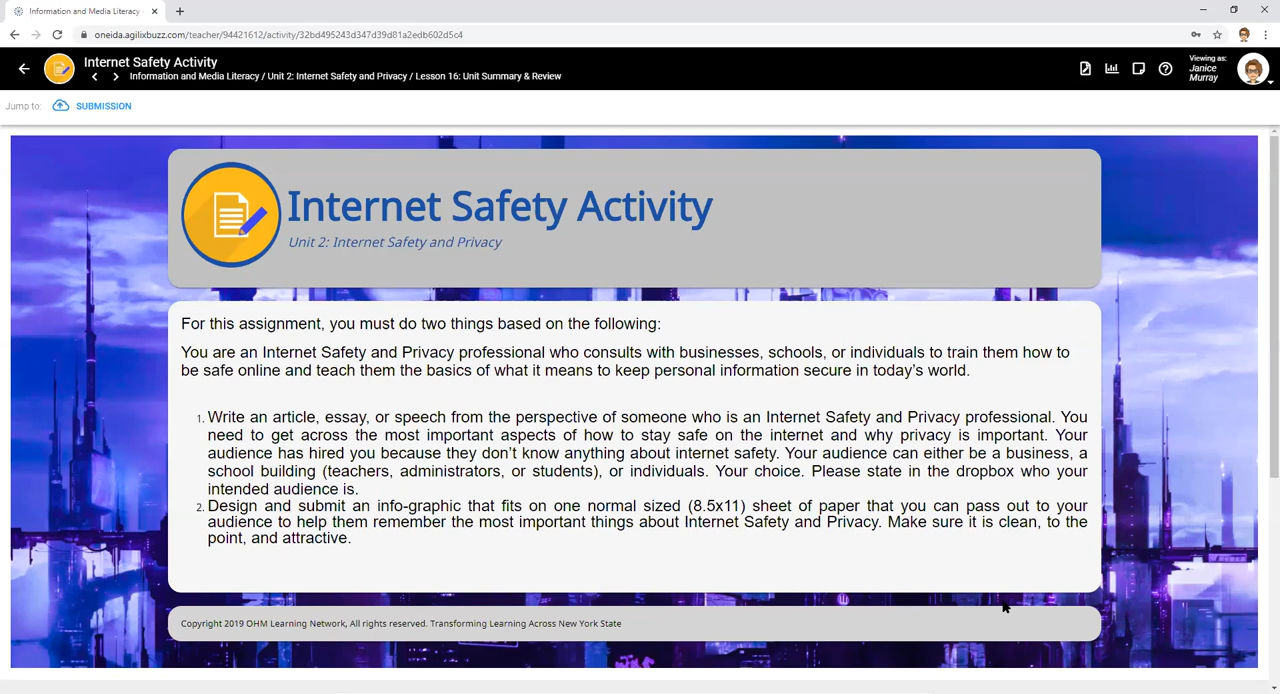 Information and Media Literacy
oneida.agilixbuzz.com/teacher/94421612/activity/32bd495243d347d39d81a2edb602d5c4
Internet Safety Activity
Information and Media Literacy / Unit 2: Internet Safety and Privacy / Lesson 16: Unit Summary & Review
Viewing as:
Janice
Murray
Jump to: SUBMISSION
Internet Safety Activity
Unit 2: Internet Safety and Privacy
For this assignment, you must do two things based on the following:
You are an Internet Safety and Privacy professional who consults with businesses, schools, or individuals to train them how to
be safe online and teach them the basics of what it means to keep personal information secure in today's world.
1. Write an article, essay, or speech from the perspective of someone who is an Internet Safety and Privacy professional. You
need to get across the most important aspects of how to stay safe on the internet and why privacy is important. Your
audience has hired you because they don't know anything about internet safety. Your audience can either be a business, a
school building (teachers, administrators, or students), or individuals. Your choice. Please state in the dropbox who your
intended audience is.
2. Design and submit an info-graphic that fits on one normal sized (8.5x11) sheet of paper that you can pass out to your
audience to help them remember the most important things about Internet Safety and Privacy. Make sure it is clean, to the
point, and attractive.
Copyright 2019 OHM Learning Network, All rights reserved. Transforming Learning Across New York State